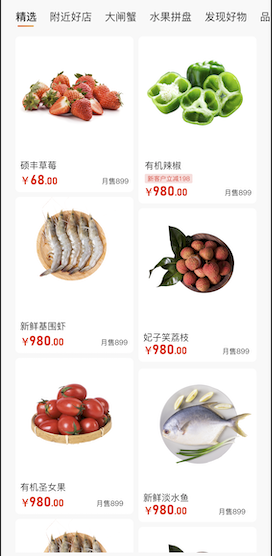 精选 附近好店 大闸蟹 水果拼盘 发现好物 品
硕丰草莓
￥68.00 月售899
有机辣椒
新客户立减198
￥980.00 月售899
新鲜基围虾
￥980.00 月售899
妃子笑荔枝
￥980.00 月售899
有机圣女果
￥980.00 月售899
新鲜淡水鱼
￥980.00 月售899